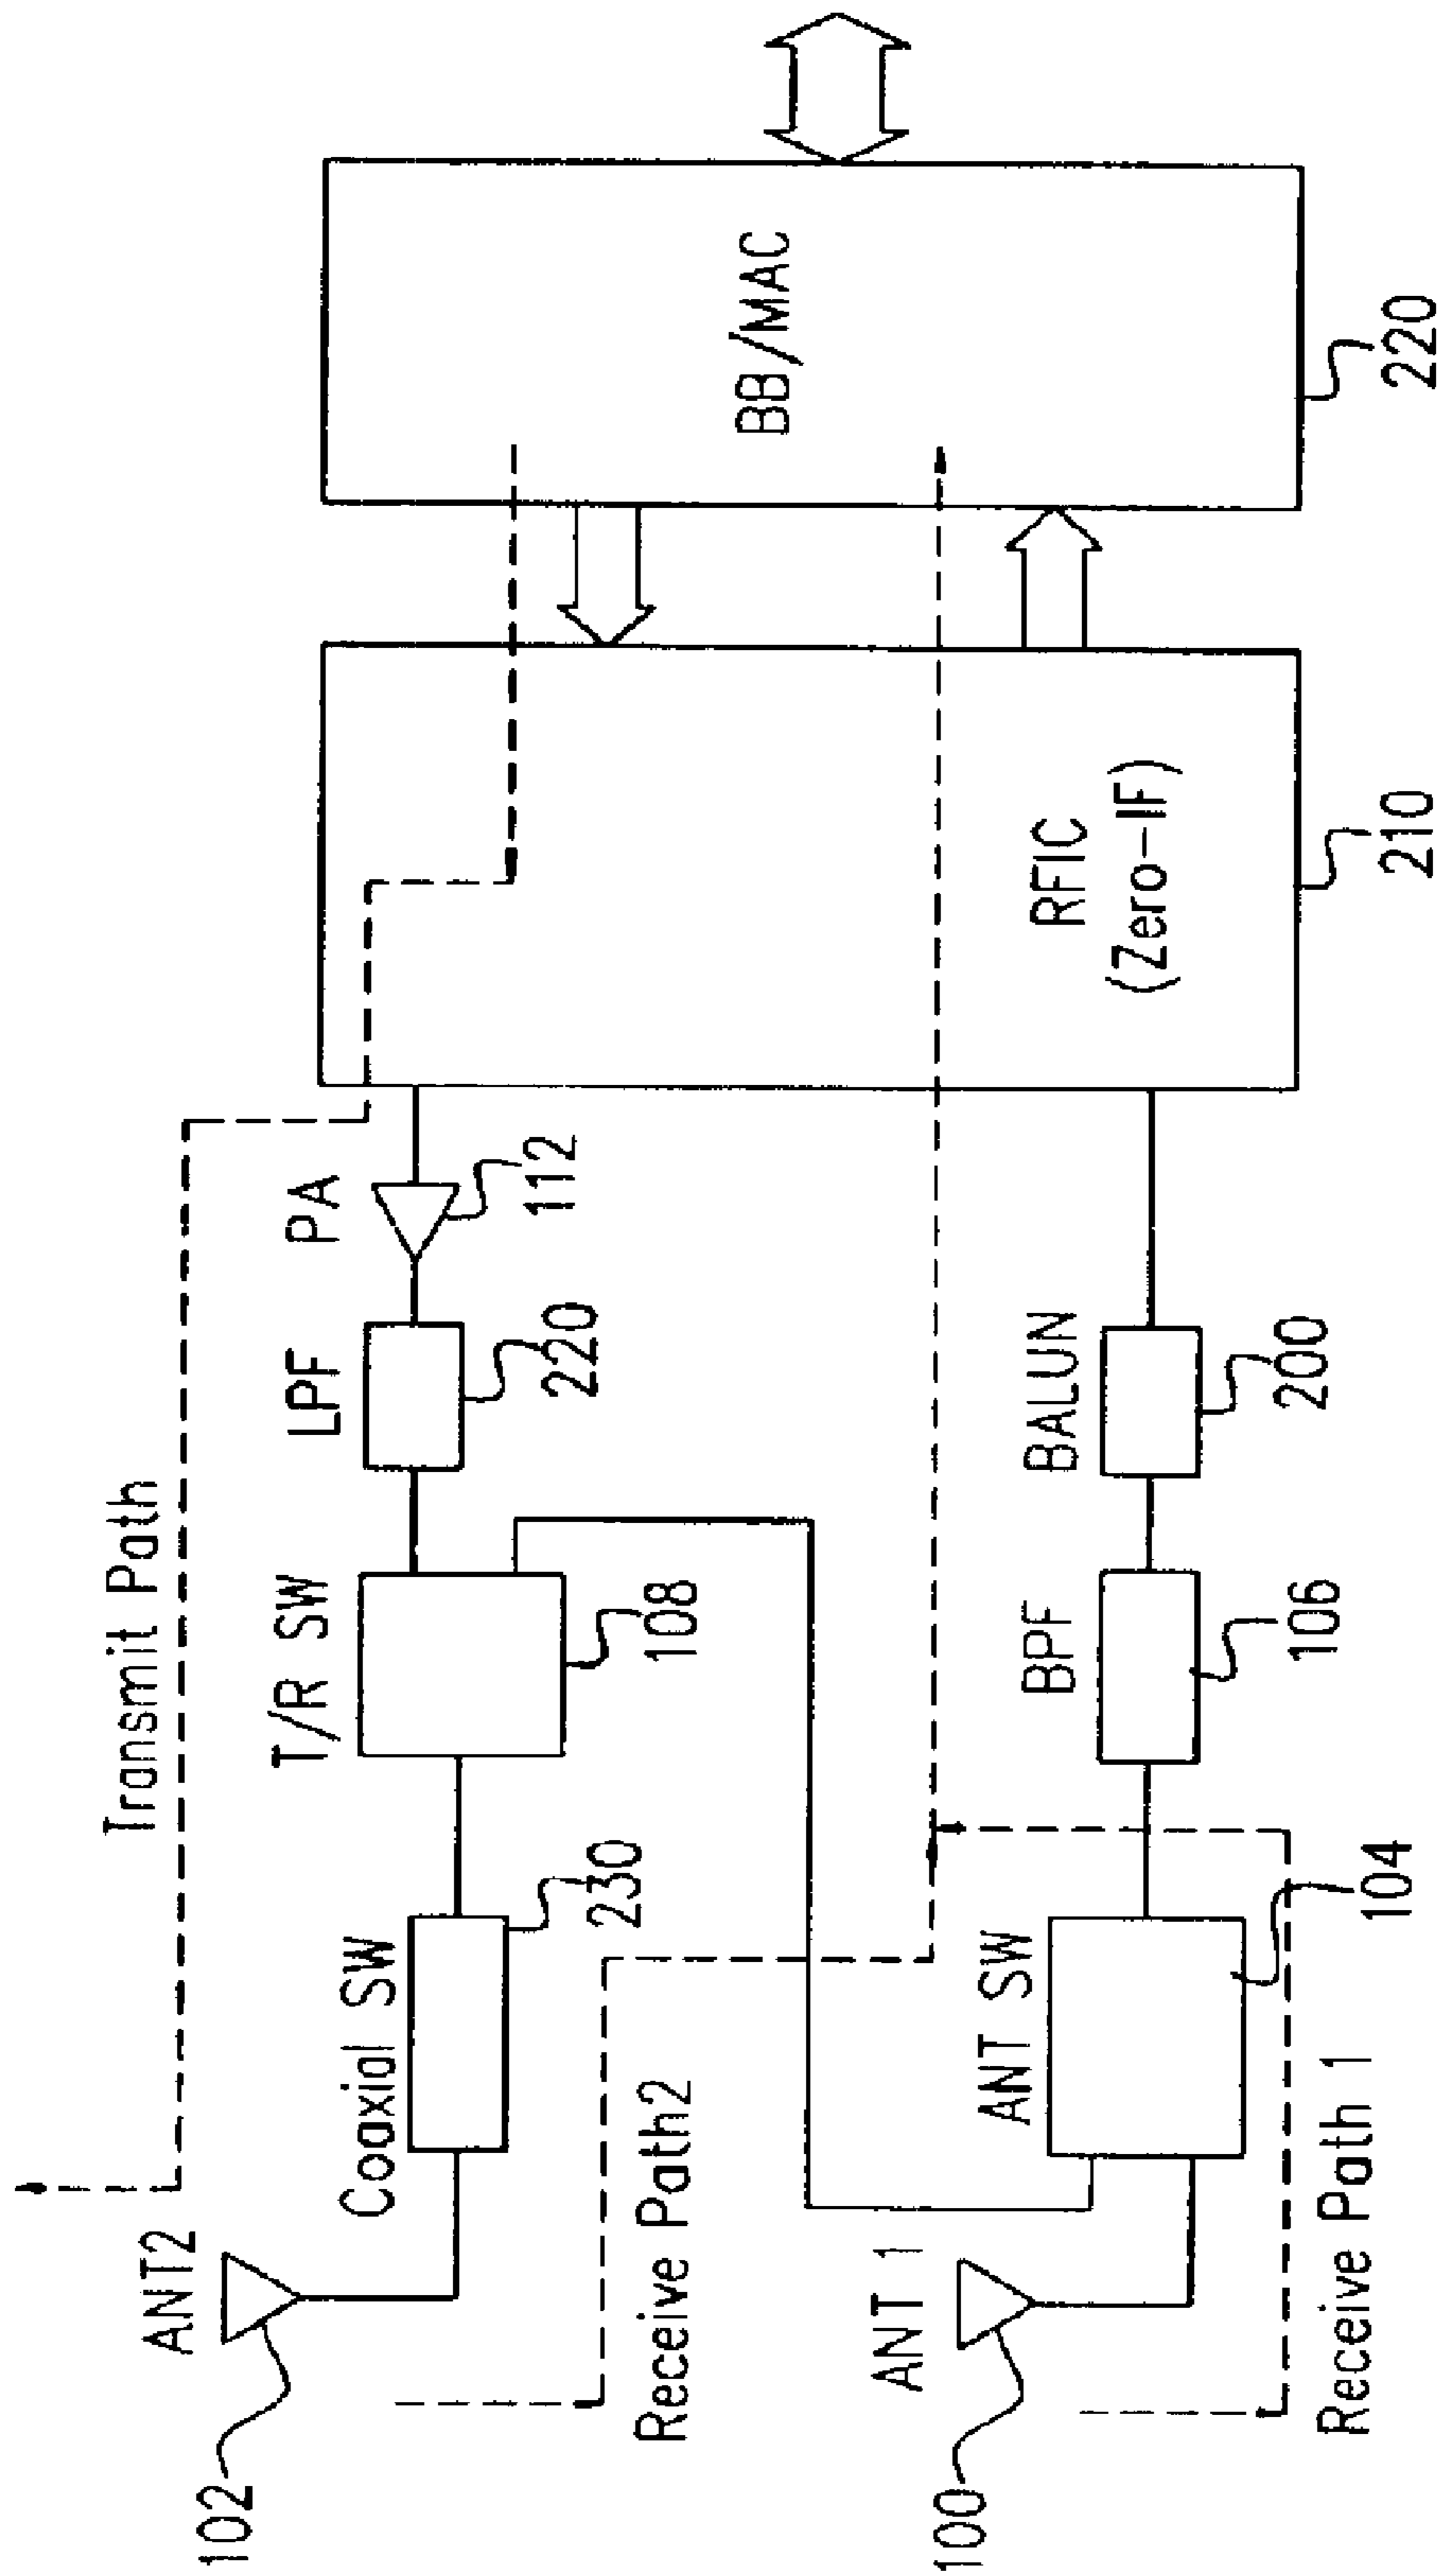 Transmit Path
ANT2
102
Coaxial SW
230
T/R SW
108
LPF
220
PA
112
Receive Path2
ANT 1
100
ANT SW
104
BPF
106
BALUN
200
Receive Path 1
RFIC
(Zero-IF)
210
BB/MAC
220